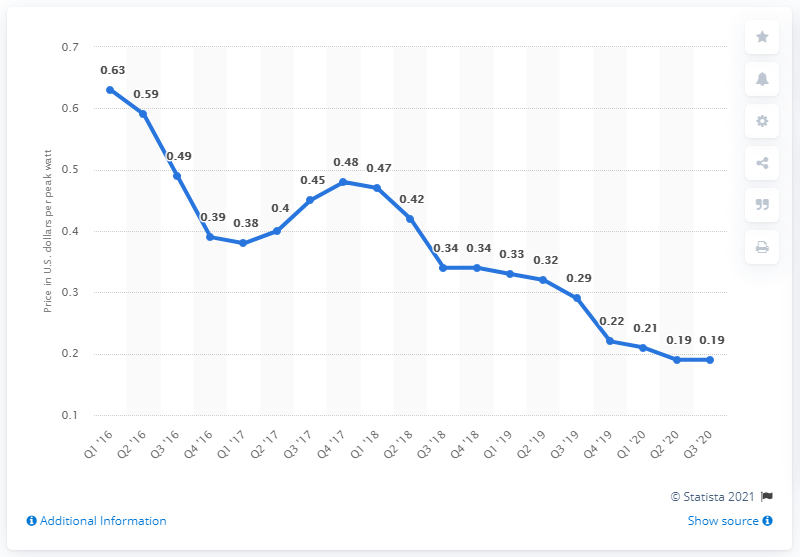 0.7
0.6
0.5
0.4
0.3
0.2
0.1
Price in U.S. dollars per peak watt
0.63
0.59
0.49
0.39
0.38
0.4
0.45
0.48
0.47
0.42
0.34
0.34
0.33
0.32
0.29
0.22
0.21
0.19
0.19
Q1 '16
Q2 '16
Q3 '16
Q4 '16
Q1 '17
Q2 '17
Q3 '17
Q4 '17
Q1 '18
Q2 '18
Q3 '18
Q4 '18
Q1 '19
Q2 '19
Q3 '19
Q4 '19
Q1 '20
Q2 '20
Q3 '20
© Statista 2021
Additional Information
Show source